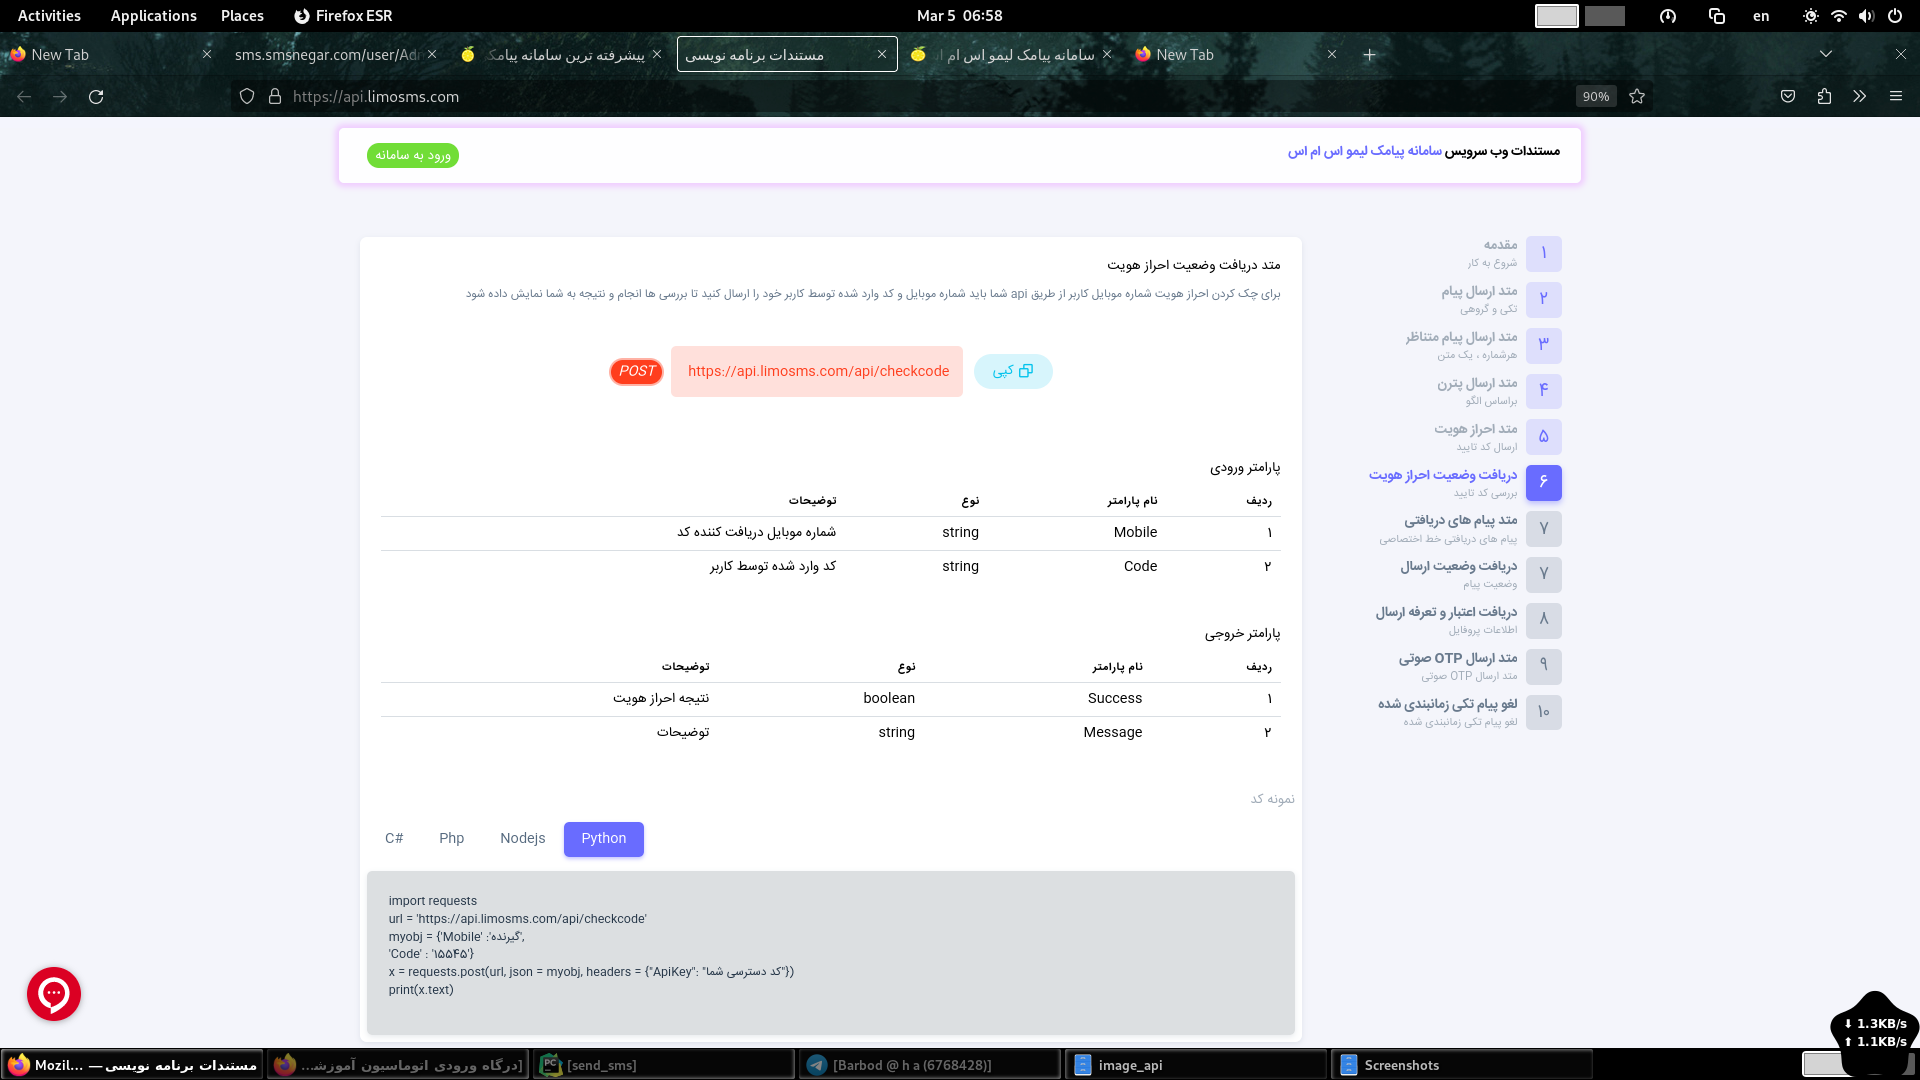 Activities
Applications
Places
Firefox ESR
Mar 5 06:58
en
New Tab
sms.smsnegar.com/user/Ad
پیشرفته ترین سامانه پیامک
مستندات برنامه نویسی
سامانه پیامک لیمو اس ام
New Tab
https://api.limosms.com
90%
مستندات وب سرویس سامانه پیامک لیمو اس ام اس
ورود به سامانه
۱
مقدمه
شروع به کار
۲
متد ارسال پیام
تکی و گروهی
۳
متد ارسال پیام متناظر
هرشماره ، یک متن
۴
متد ارسال پترن
براساس الگو
۵
متد احراز هویت
ارسال کد تایید
۶
دریافت وضعیت احراز هویت
بررسی کد تایید
۷
متد پیام های دریافتی
پیام های دریافتی خط اختصاصی
۷
دریافت وضعیت ارسال
وضعیت پیام
۸
دریافت اعتبار و تعرفه ارسال
اطلاعات پروفایل
۹
متد ارسال OTP صوتی
متد ارسال OTP صوتی
۱۰
لغو پیام تکی زمانبندی شده
لغو پیام تکی زمانبندی شده
متد دریافت وضعیت احراز هویت
برای چک کردن احراز هویت شماره موبایل کاربر از طریق api شما باید شماره موبایل و کد وارد شده توسط کاربر خود را ارسال کنید تا بررسی ها انجام و نتیجه به شما نمایش داده شود
POST
https://api.limosms.com/api/checkcode
کپی
پارامتر ورودی
ردیف نام پارامتر نوع توضیحات
۱ Mobile string شماره موبایل دریافت کننده کد
۲ Code string کد وارد شده توسط کاربر
پارامتر خروجی
ردیف نام پارامتر نوع توضیحات
۱ Success boolean نتیجه احراز هویت
۲ Message string توضیحات
نمونه کد
C#
Php
Nodejs
Python
import requests
url = 'https://api.limosms.com/api/checkcode'
myobj = {'Mobile' :'گیرنده',
'Code' : '۱۵۵۴۵'}
x = requests.post(url, json = myobj, headers = {"ApiKey": "کد دسترسی شما"})
print(x.text)
1.3KB/s
1.1KB/s
مستندات برنامه نویسی — Mozil...
[درگاه ورودی اتوماسیون آموزشـ...
[send_sms]
[Barbod @ h a (6768428)]
image_api
Screenshots